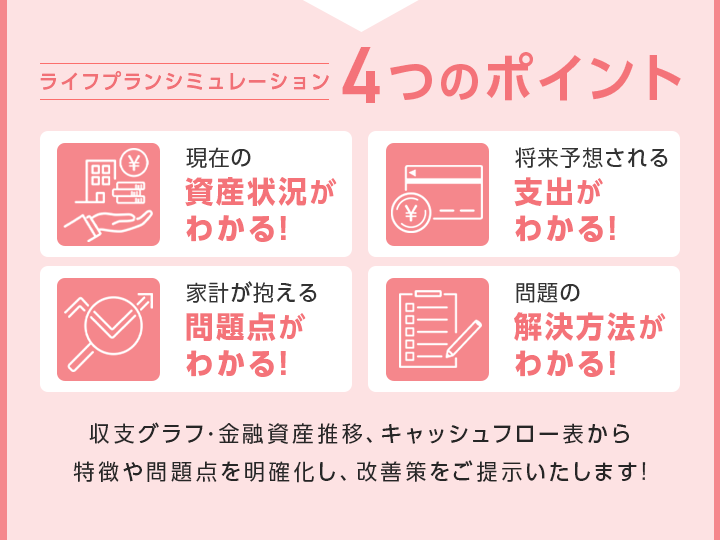 ライフプランシミュレーション 4つのポイント
現在の
資産状況が
わかる!
将来予想される
支出が
わかる!
家計が抱える
問題点が
わかる!
問題の
解決方法が
わかる!
収支グラフ・金融資産推移、キャッシュフロー表から
特徴や問題点を明確化し、改善策をご提示いたします!